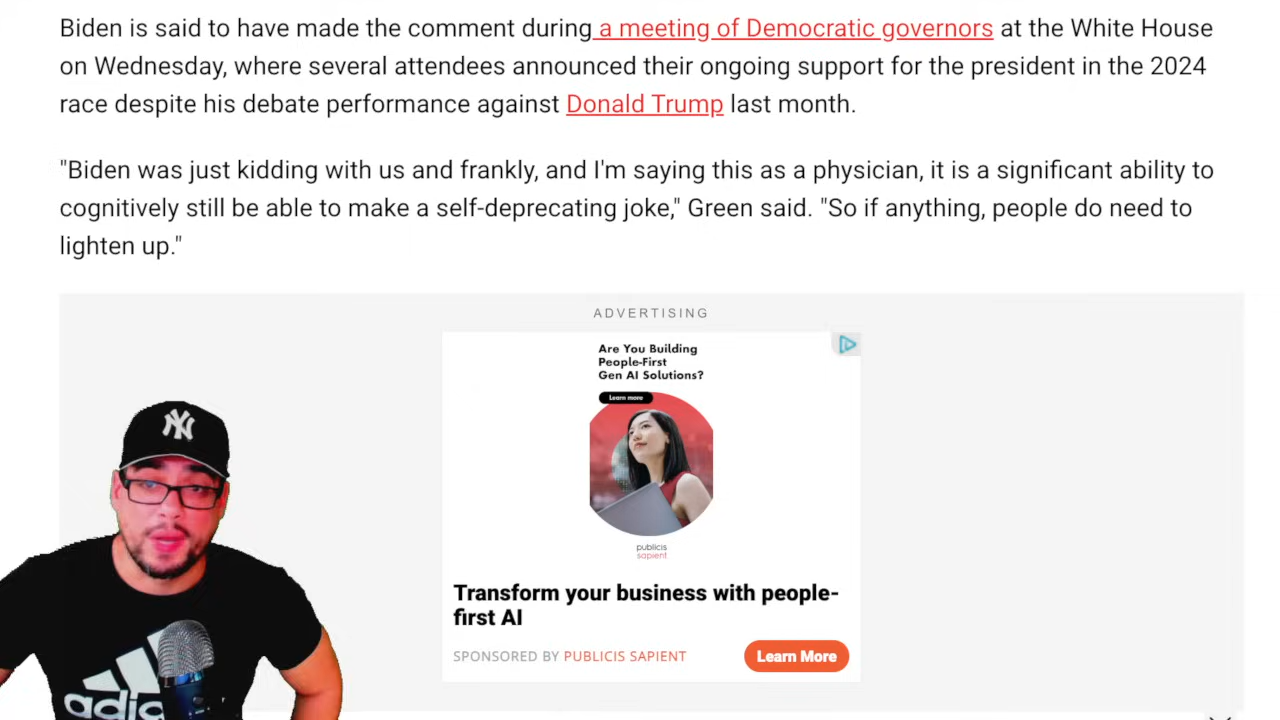 Biden is said to have made the comment during a meeting of Democratic governors at the White House
on Wednesday, where several attendees announced their ongoing support for the president in the 2024
race despite his debate performance against Donald Trump last month.
"Biden was just kidding with us and frankly, and I'm saying this as a physician, it is a significant ability to
cognitively still be able to make a self-deprecating joke," Green said. "So if anything, people do need to
lighten up."
ADVERTISING
Are You Building
People-First
Gen AI Solutions?
Learn more
publicis
sapient
Transform your business with people-
first AI
SPONSORED BY PUBLICIS SAPIENT
Learn More
NY
adidas